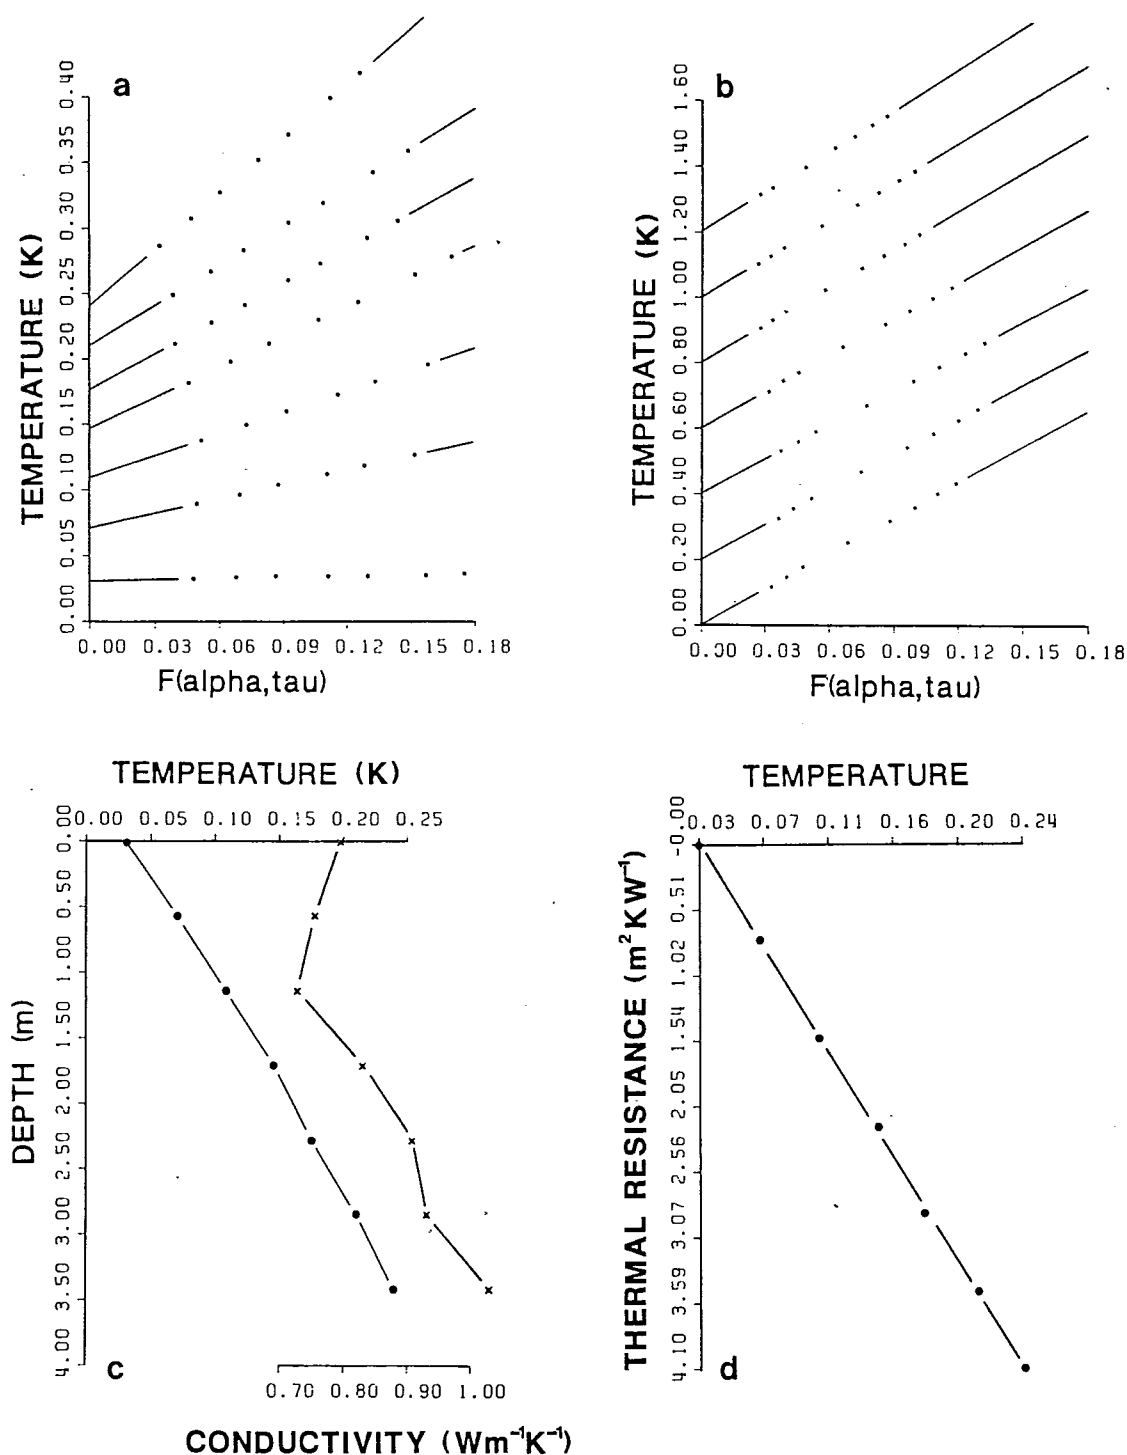 a
0.40
0.35
0.30
0.25
0.20
0.15
0.10
0.05
0.00
TEMPERATURE (K)
0.00 0.03 0.06 0.09 0.12 0.15 0.18
F(alpha,tau)
b
1.60
1.40
1.20
1.00
0.80
0.60
0.40
0.20
0.00
TEMPERATURE (K)
0.00 0.03 0.06 0.09 0.12 0.15 0.18
F(alpha,tau)
TEMPERATURE (K)
0.00 0.05 0.10 0.15 0.20 0.25
0.00
0.50
1.00
1.50
2.00
2.50
3.00
3.50
4.00
DEPTH (m)
c
0.70 0.80 0.90 1.00
CONDUCTIVITY (Wm⁻¹K⁻¹)
TEMPERATURE
0.03 0.07 0.11 0.16 0.20 0.24
-0.00
0.51
1.02
1.54
2.05
2.56
3.07
3.59
4.10
THERMAL RESISTANCE (m²KW⁻¹)
d